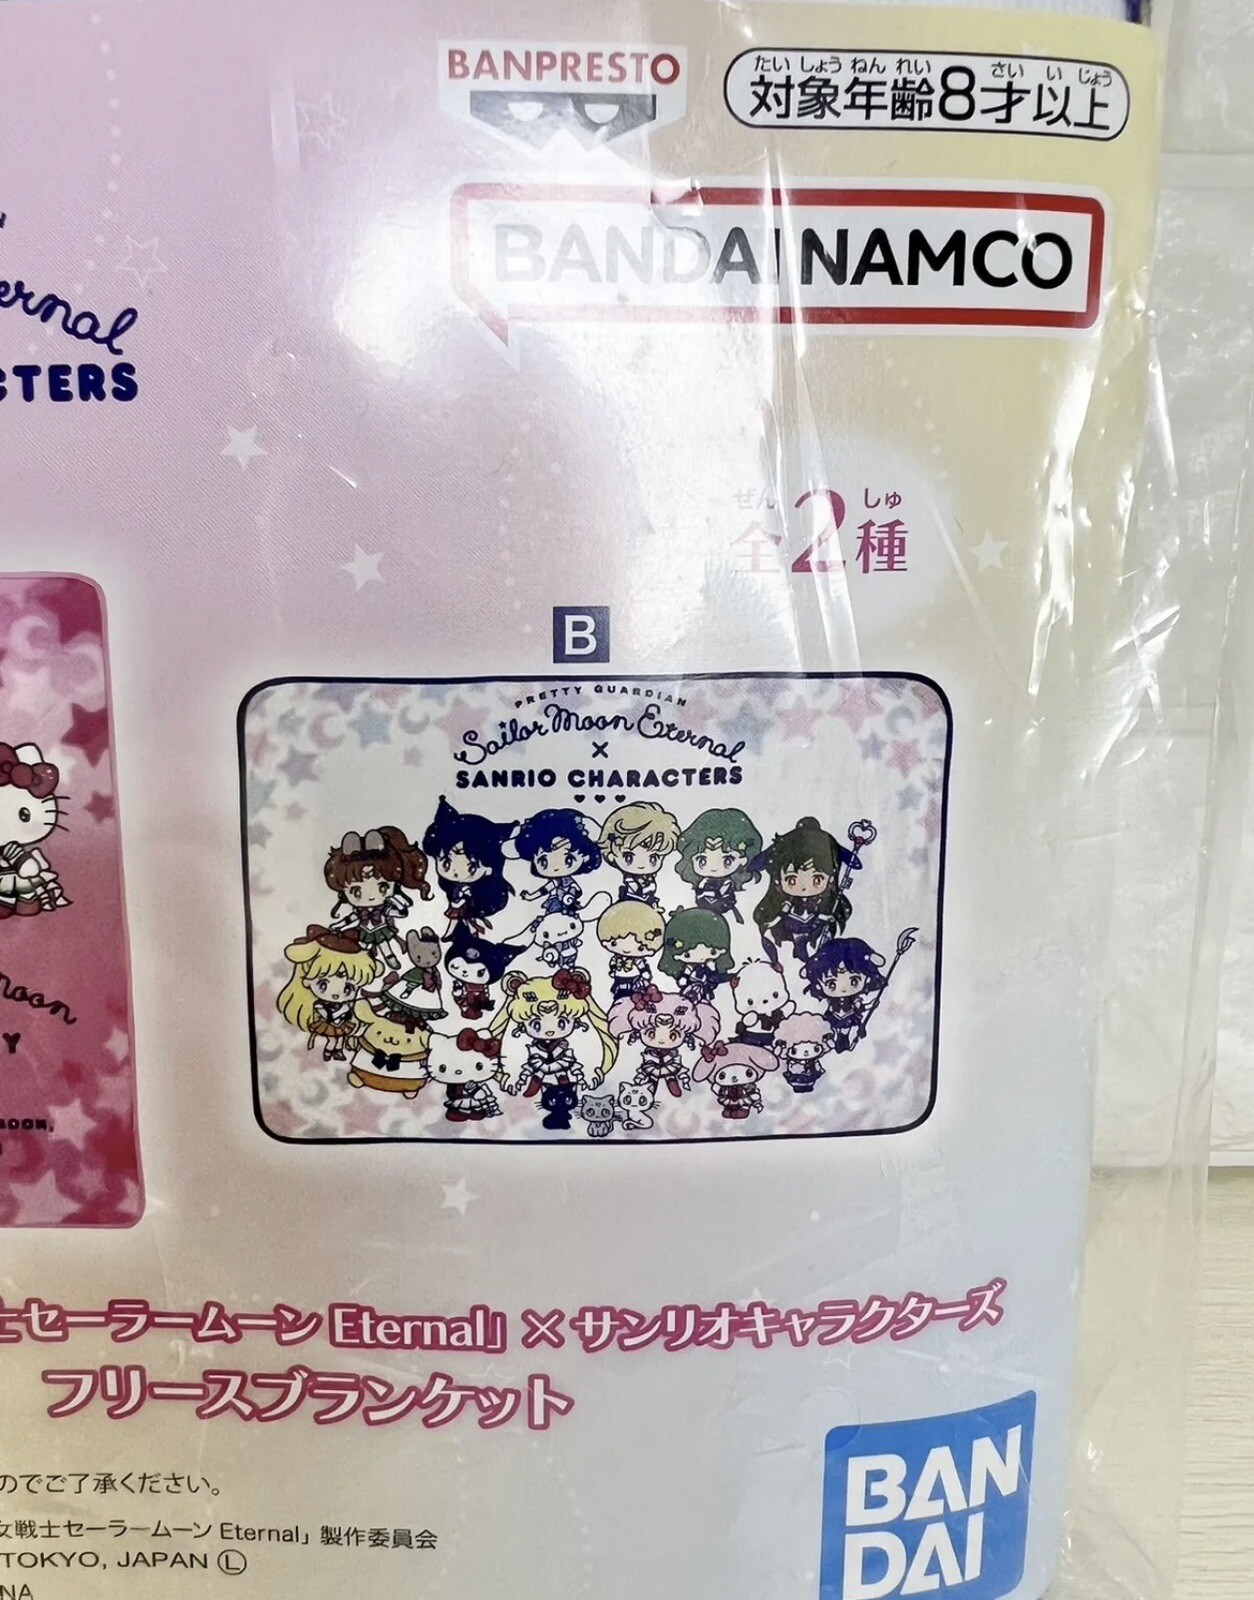 BANPRESTO
たいしょうねんれい さいいじょう
対象年齢8才以上
BANDAI NAMCO
ernal
CTERS
ぜん しゅ
全2種
B
PRETTY GUARDIAN
Sailor Moon Eternal
×
SANRIO CHARACTERS
moon
Y
OON,
士セーラームーン Eternal」×サンリオキャラクターズ
フリースブランケット
のでご了承ください。
女戦士セーラームーン Eternal」製作委員会
TOKYO, JAPAN Ⓛ
NA
BAN
DAI